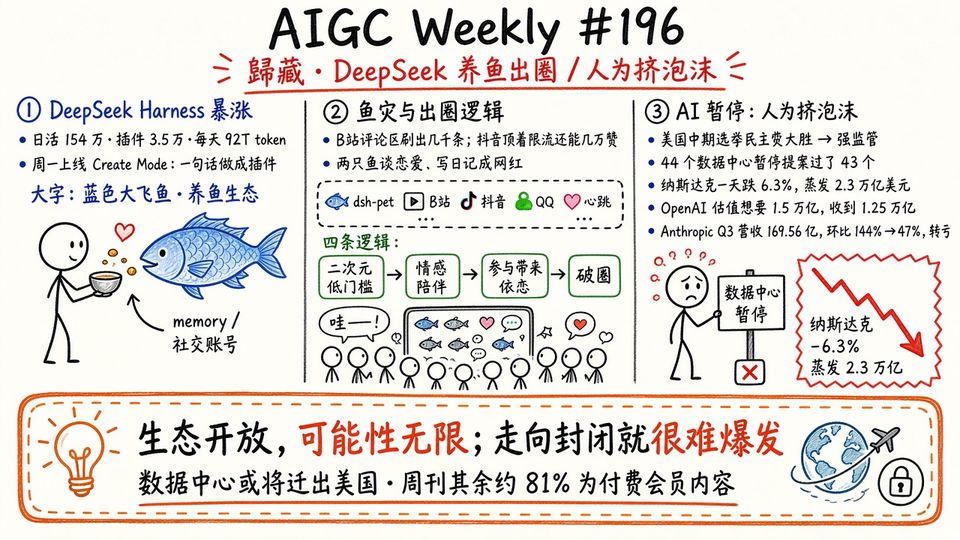 AIGC Weekly #196
歸藏·DeepSeek 养鱼出圈/人为挤泡沫
① DeepSeek Harness 暴涨
• 日活 154 万·插件 3.5 万·每天 92T token
• 周一上线 Create Mode：一句话做成插件
大字：蓝色大飞鱼·养鱼生态
memory /
社交账号
② 鱼灾与出圈逻辑
• B站评论区刷出几千条；抖音顶着限流还能几万赞
• 两只鱼谈恋爱、写日记成网红
dsh-pet B站 抖音 QQ 心跳
四条逻辑：
二次元
低门槛
情感
陪伴
参与带来
依恋
破圈
哇——！
③ AI 暂停：人为挤泡沫
• 美国中期选举民主党大胜 → 强监管
• 44 个数据中心暂停提案过了 43 个
• 纳斯达克一天跌 6.3%，蒸发 2.3 万亿美元
• OpenAI 估值想要 1.5 万亿，收到 1.25 万亿
• Anthropic Q3 营收 169.56 亿，环比 144%→47%，转亏
数据中心
暂停
纳斯达克
-6.3%
蒸发 2.3 万亿
生态开放，可能性无限；走向封闭就很难爆发
数据中心或将迁出美国·周刊其余约 81% 为付费会员内容